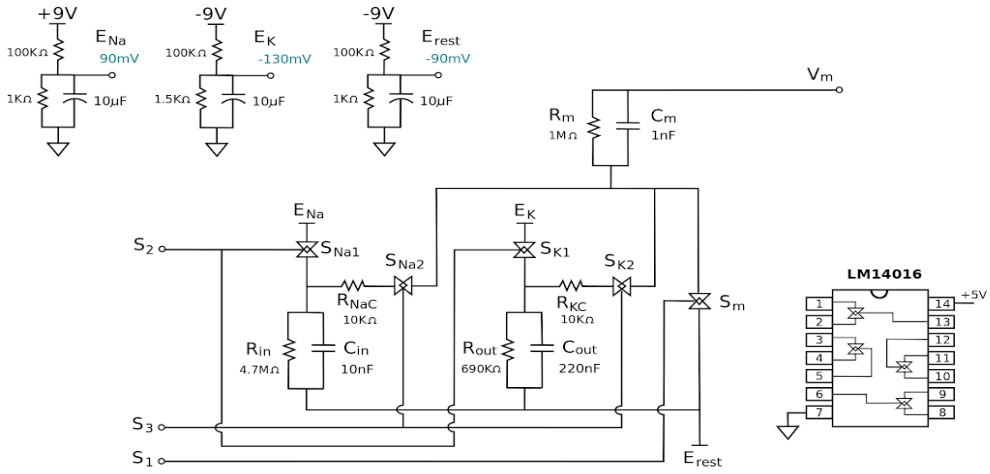 +9V
-9V
-9V
100KΩ
E_Na
90mV
1KΩ
10μF
100KΩ
E_K
-130mV
1.5KΩ
10μF
100KΩ
E_rest
-90mV
1KΩ
10μF
V_m
R_m
1MΩ
C_m
1nF
E_Na
E_K
S_2
S_Na1
S_Na2
S_K1
S_K2
R_NaC
10KΩ
R_KC
10KΩ
S_m
R_in
4.7MΩ
C_in
10nF
R_out
690KΩ
C_out
220nF
S_3
S_1
E_rest
LM14016
+5V
1 14
2 13
3 12
4 11
5 10
6 9
7 8